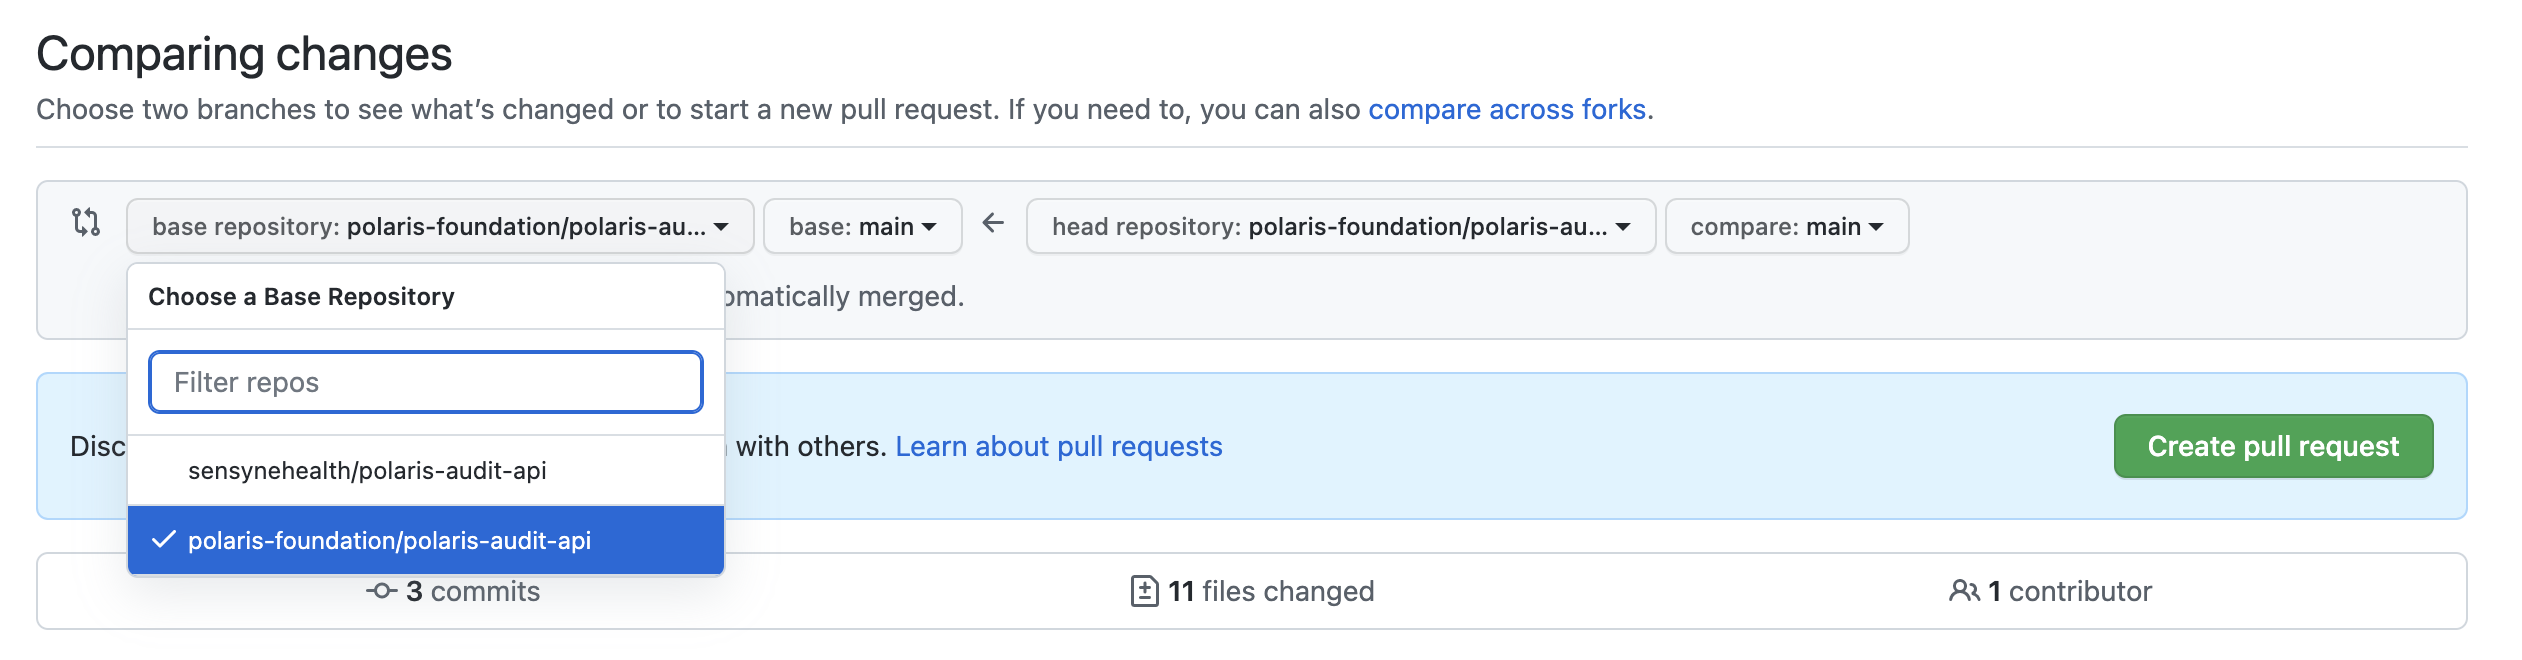 Comparing changes
Choose two branches to see what's changed or to start a new pull request. If you need to, you can also compare across forks.
base repository: polaris-foundation/polaris-au... base: main head repository: polaris-foundation/polaris-au... compare: main
Choose a Base Repository
omatically merged.
Filter repos
Disc with others. Learn about pull requests
Create pull request
sensynehealth/polaris-audit-api
polaris-foundation/polaris-audit-api
3 commits
11 files changed
1 contributor